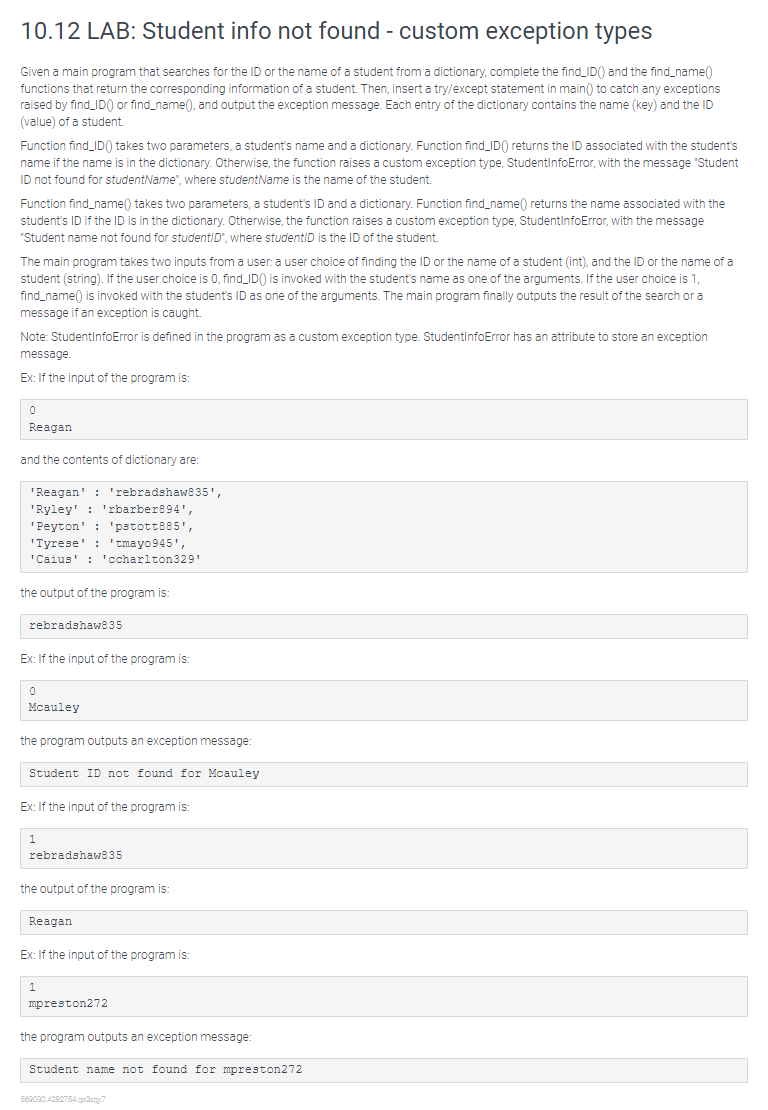 10.12 LAB: Student info not found - custom exception types
Given a main program that searches for the ID or the name of a student from a dictionary, complete the find_ID() and the find_name()
functions that return the corresponding information of a student. Then, insert a try/except statement in main() to catch any exceptions
raised by find_ID() or find_name(), and output the exception message. Each entry of the dictionary contains the name (key) and the ID
(value) of a student.
Function find_ID() takes two parameters, a student's name and a dictionary. Function find_ID() returns the ID associated with the student's
name if the name is in the dictionary. Otherwise, the function raises a custom exception type, StudentInfoError, with the message "Student
ID not found for studentName", where studentName is the name of the student.
Function find_name() takes two parameters, a student's ID and a dictionary. Function find_name() returns the name associated with the
student's ID if the ID is in the dictionary. Otherwise, the function raises a custom exception type, StudentInfoError, with the message
"Student name not found for studentID", where studentID is the ID of the student.
The main program takes two inputs from a user: a user choice of finding the ID or the name of a student (int), and the ID or the name of a
student (string). If the user choice is 0, find_ID() is invoked with the student's name as one of the arguments. If the user choice is 1,
find_name() is invoked with the student's ID as one of the arguments. The main program finally outputs the result of the search or a
message if an exception is caught.
Note: StudentInfoError is defined in the program as a custom exception type. StudentInfoError has an attribute to store an exception
message.
Ex: If the input of the program is:
0
Reagan
and the contents of dictionary are:
'Reagan' : 'rebradshaw835',
'Ryley' : 'rbarber894',
'Peyton' : 'pstott885',
'Tyrese' : 'tmayo945',
'Caius' : 'ccharlton329'
the output of the program is:
rebradshaw835
Ex: If the input of the program is:
0
Mcauley
the program outputs an exception message:
Student ID not found for Mcauley
Ex: If the input of the program is:
1
rebradshaw835
the output of the program is:
Reagan
Ex: If the input of the program is:
1
mpreston272
the program outputs an exception message:
Student name not found for mpreston272
569030.4282754.qx3zqy7